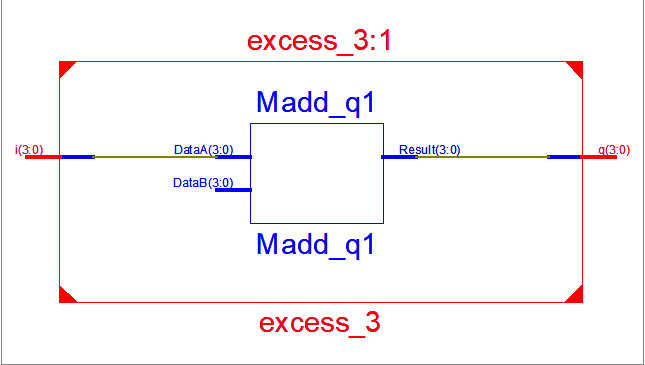 excess_3:1
Madd_q1
i(3:0)
DataA(3:0)
Result(3:0)
q(3:0)
DataB(3:0)
Madd_q1
excess_3